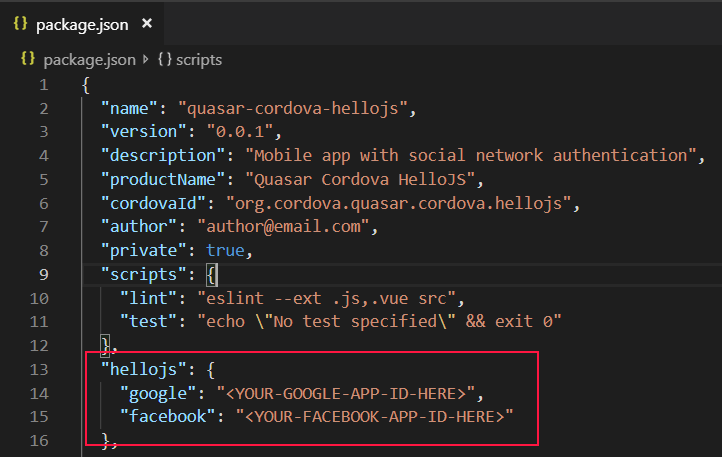 {} package.json ×
{} package.json › {} scripts
1 {
2 "name": "quasar-cordova-hellojs",
3 "version": "0.0.1",
4 "description": "Mobile app with social network authentication",
5 "productName": "Quasar Cordova HelloJS",
6 "cordovaId": "org.cordova.quasar.cordova.hellojs",
7 "author": "author@email.com",
8 "private": true,
9 "scripts": {
10 "lint": "eslint --ext .js,.vue src",
11 "test": "echo \"No test specified\" && exit 0"
12 },
13 "hellojs": {
14 "google": "<YOUR-GOOGLE-APP-ID-HERE>",
15 "facebook": "<YOUR-FACEBOOK-APP-ID-HERE>"
16 },